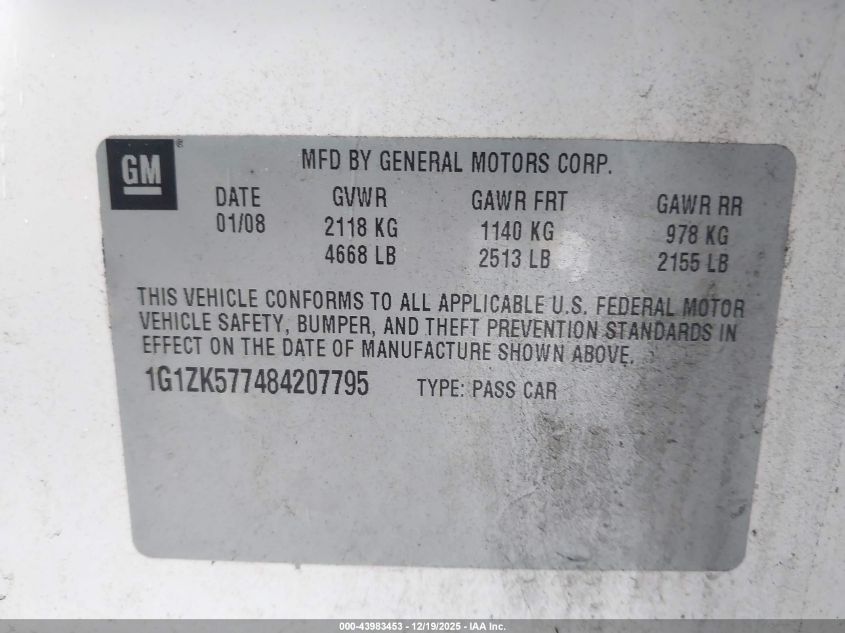 GM
®
MFD BY GENERAL MOTORS CORP.
DATE GVWR GAWR FRT GAWR RR
01/08 2118 KG 1140 KG 978 KG
4668 LB 2513 LB 2155 LB
THIS VEHICLE CONFORMS TO ALL APPLICABLE U.S. FEDERAL MOTOR
VEHICLE SAFETY, BUMPER, AND THEFT PREVENTION STANDARDS IN
EFFECT ON THE DATE OF MANUFACTURE SHOWN ABOVE.
1G1ZK577484207795 TYPE: PASS CAR
000-43983453 - 12/19/2025 - IAA Inc.